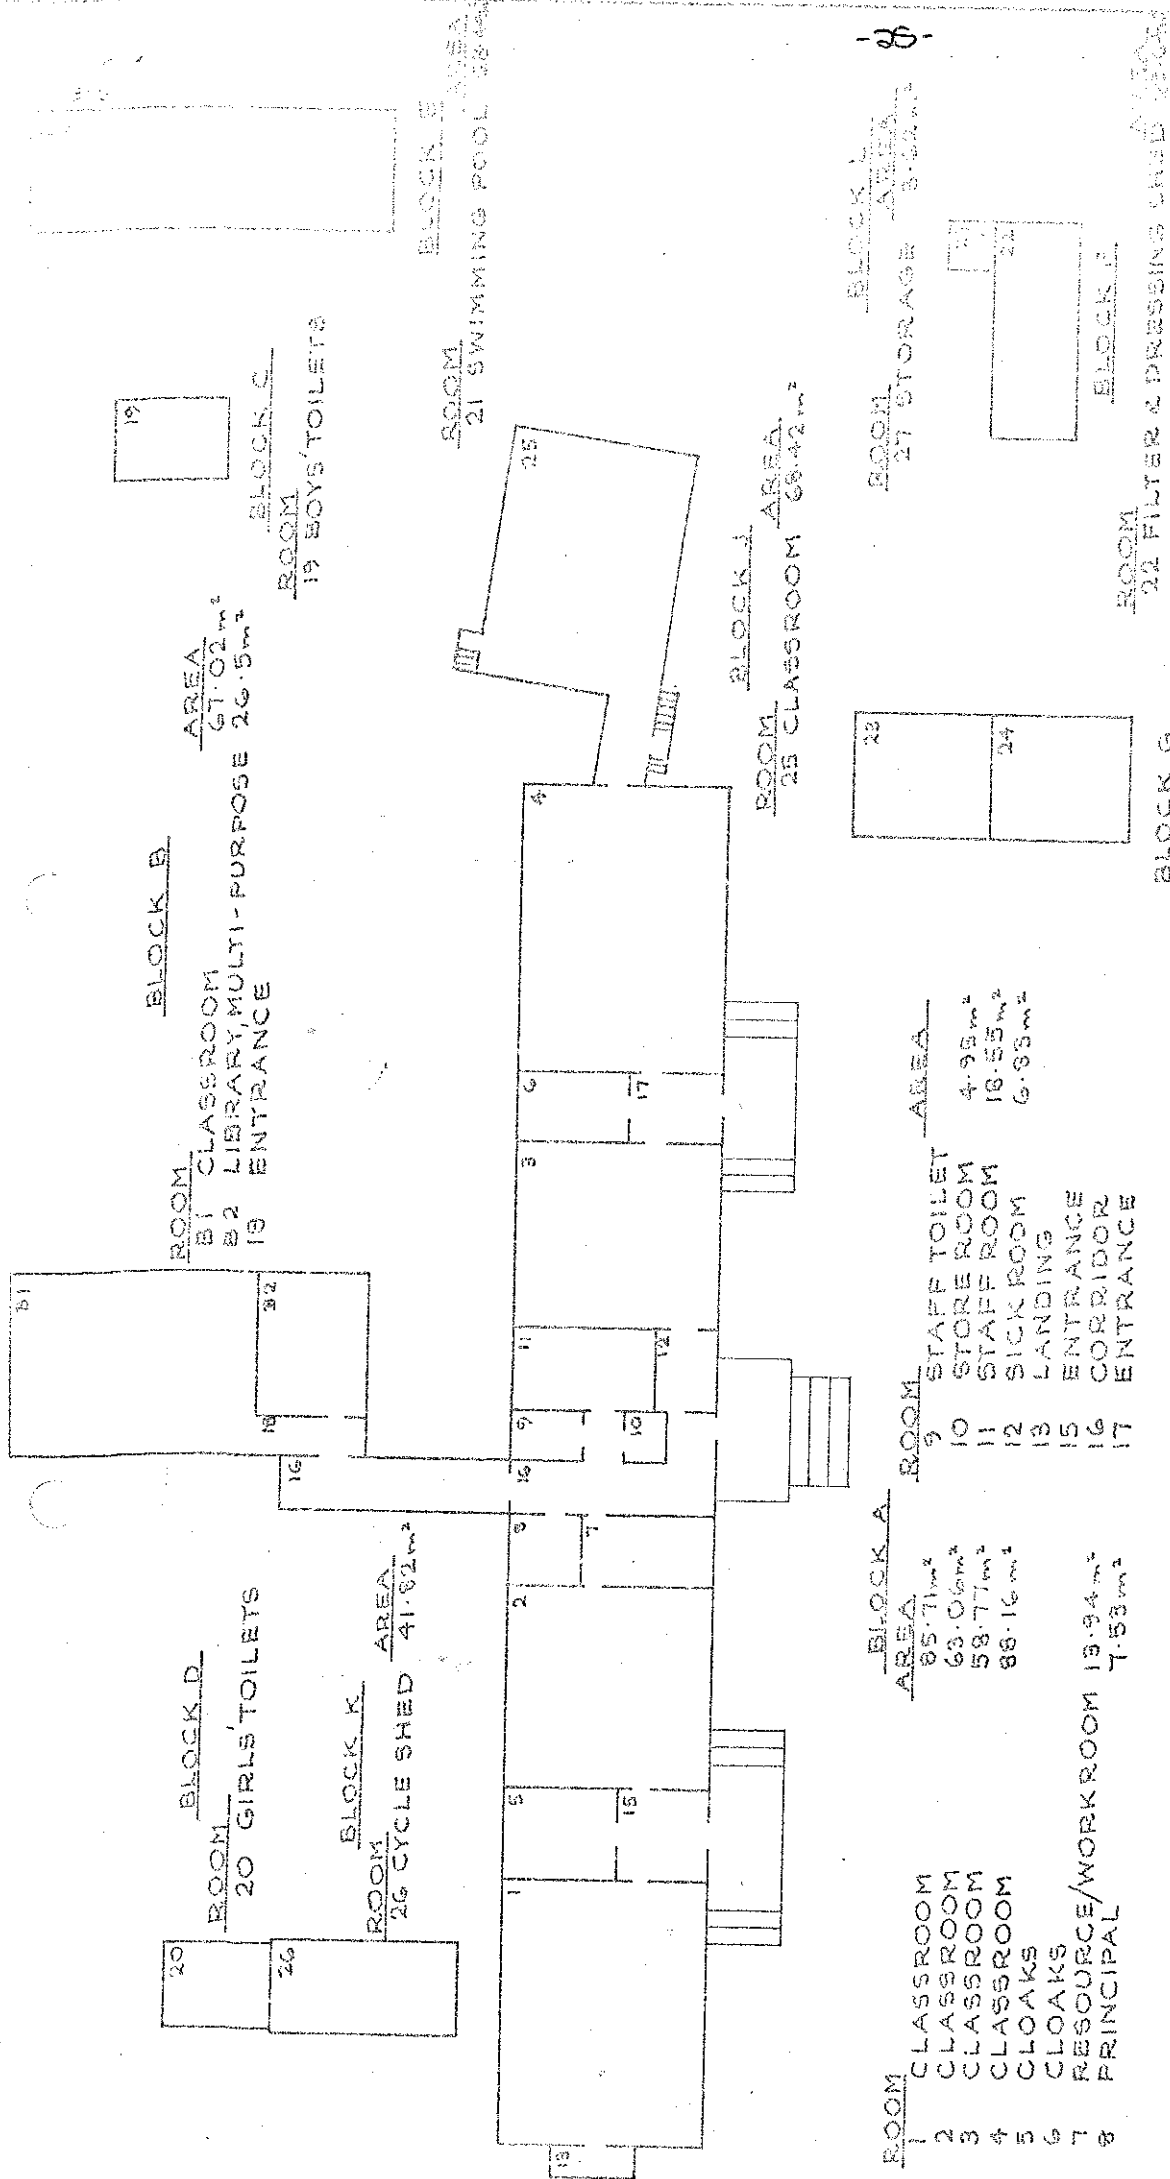 -25-
BLOCK D
ROOM
20 GIRLS' TOILETS
BLOCK K
ROOM AREA
26 CYCLE SHED 41.82m²
20
26
BLOCK B
ROOM AREA
B1 CLASSROOM 67.02m²
B2 LIBRARY, MULTI-PURPOSE 26.5m²
18 ENTRANCE
B1
B2
18
16
BLOCK C
ROOM
19 BOYS' TOILETS
19
BLOCK E
ROOM AREA
21 SWIMMING POOL
13
1
5
15
2
8
7
16
9
10
11
12
3
6
17
4
25
BLOCK J
ROOM AREA
25 CLASSROOM 68.42m²
BLOCK A
ROOM AREA
1 CLASSROOM 85.71m²
2 CLASSROOM 63.06m²
3 CLASSROOM 58.77m²
4 CLASSROOM 88.16m²
5 CLOAKS
6 CLOAKS
7 RESOURCE/WORKROOM 13.94m²
8 PRINCIPAL 7.53m²
ROOM AREA
9 STAFF TOILET
10 STORE ROOM 4.95m²
11 STAFF ROOM 18.55m²
12 SICK ROOM 6.83m²
13 LANDING
15 ENTRANCE
16 CORRIDOR
17 ENTRANCE
23
24
BLOCK G
BLOCK L
ROOM AREA
27 STORAGE
27
22
BLOCK F
ROOM
22 FILTER & DRESSING SHED